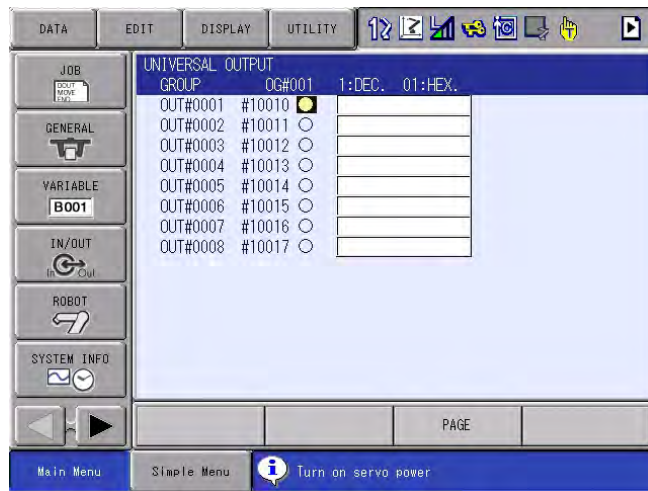 DATA EDIT DISPLAY UTILITY
JOB
DOUT
MOVE
END
GENERAL
VARIABLE
B001
IN/OUT
In Out
ROBOT
SYSTEM INFO
UNIVERSAL OUTPUT
GROUP OG#001 1:DEC. 01:HEX.
OUT#0001 #10010
OUT#0002 #10011
OUT#0003 #10012
OUT#0004 #10013
OUT#0005 #10014
OUT#0006 #10015
OUT#0007 #10016
OUT#0008 #10017
PAGE
Main Menu Simple Menu Turn on servo power